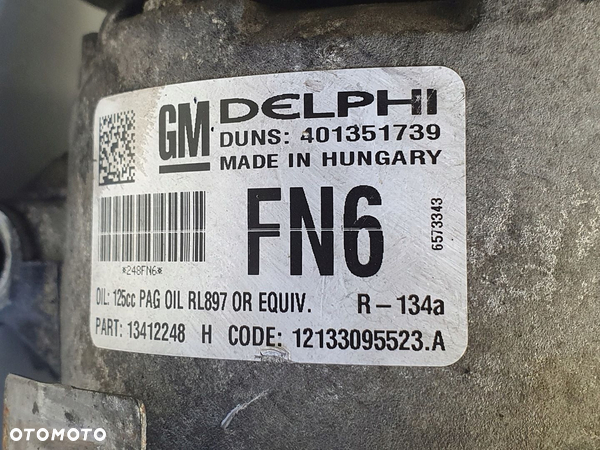 GM DELPHI
DUNS: 401351739
MADE IN HUNGARY
FN6
*248FN6*
6573343
OIL: 125cc PAG OIL RL897 OR EQUIV. R-134a
PART: 13412248 H CODE: 12133095523.A
OTOMOTO